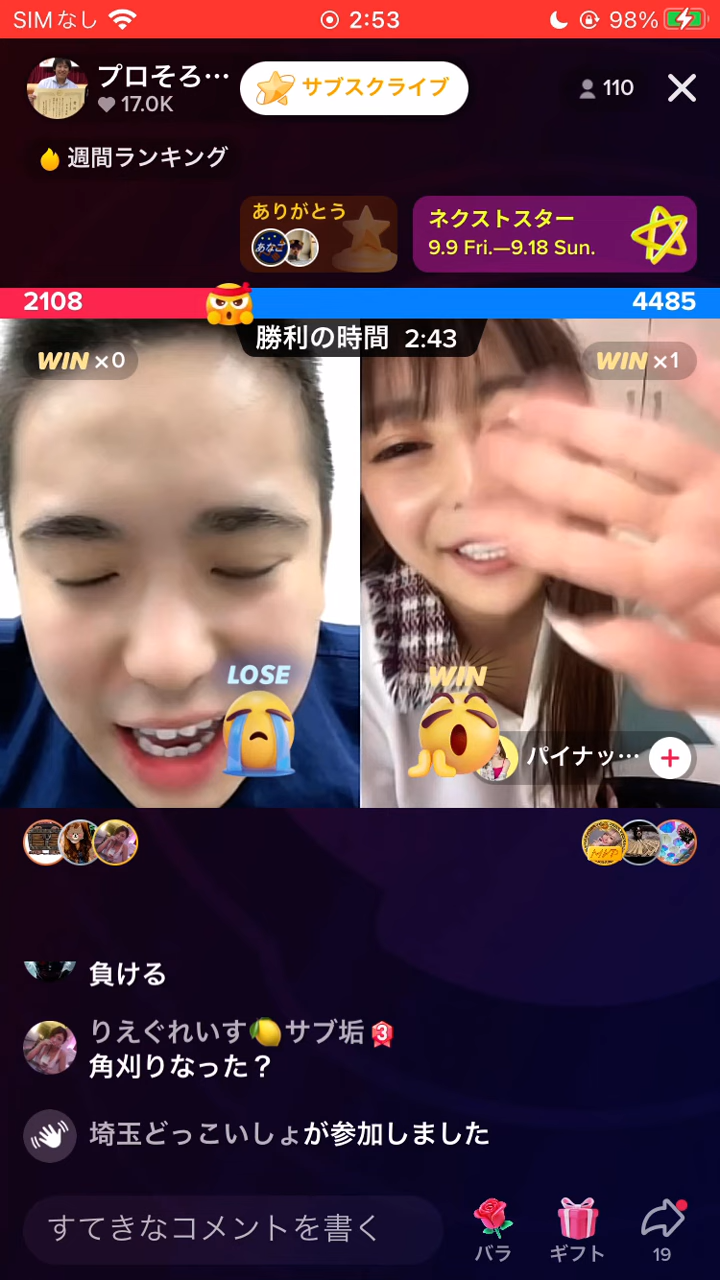 SIMなし 2:53 98%
プロそろ… サブスクライブ 110
17.0K
週間ランキング
ありがとう ネクストスター
あなご 9.9 Fri.—9.18 Sun.
2108 4485
勝利の時間 2:43
WIN ×0 WIN ×1
LOSE WIN
パイナッ…
負ける
りえぐれいす🍋サブ垢 3
角刈りなった？
埼玉どっこいしょが参加しました
すてきなコメントを書く
バラ ギフト 19